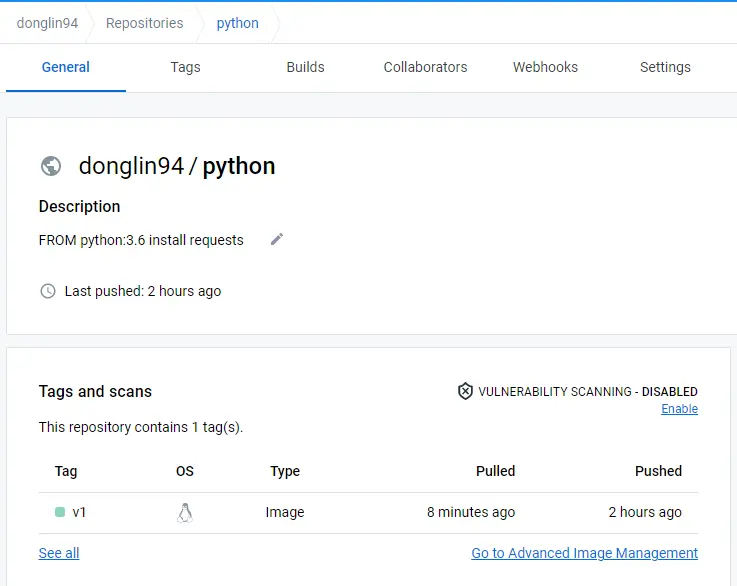 donglin94 Repositories python
General Tags Builds Collaborators Webhooks Settings
donglin94 / python
Description
FROM python:3.6 install requests
Last pushed: 2 hours ago
Tags and scans
VULNERABILITY SCANNING - DISABLED
Enable
This repository contains 1 tag(s).
Tag OS Type Pulled Pushed
v1 Image 8 minutes ago 2 hours ago
See all Go to Advanced Image Management